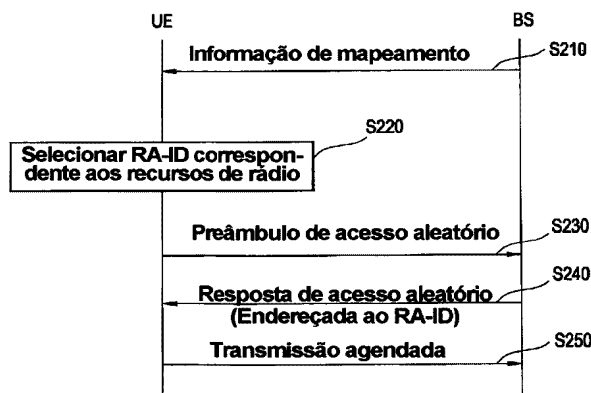 UE
BS
Informação de mapeamento
S210
S220
Selecionar RA-ID correspon-
dente aos recursos de rádio
Preâmbulo de acesso aleatório
S230
S240
Resposta de acesso aleatório
(Endereçada ao RA-ID)
Transmissão agendada
S250